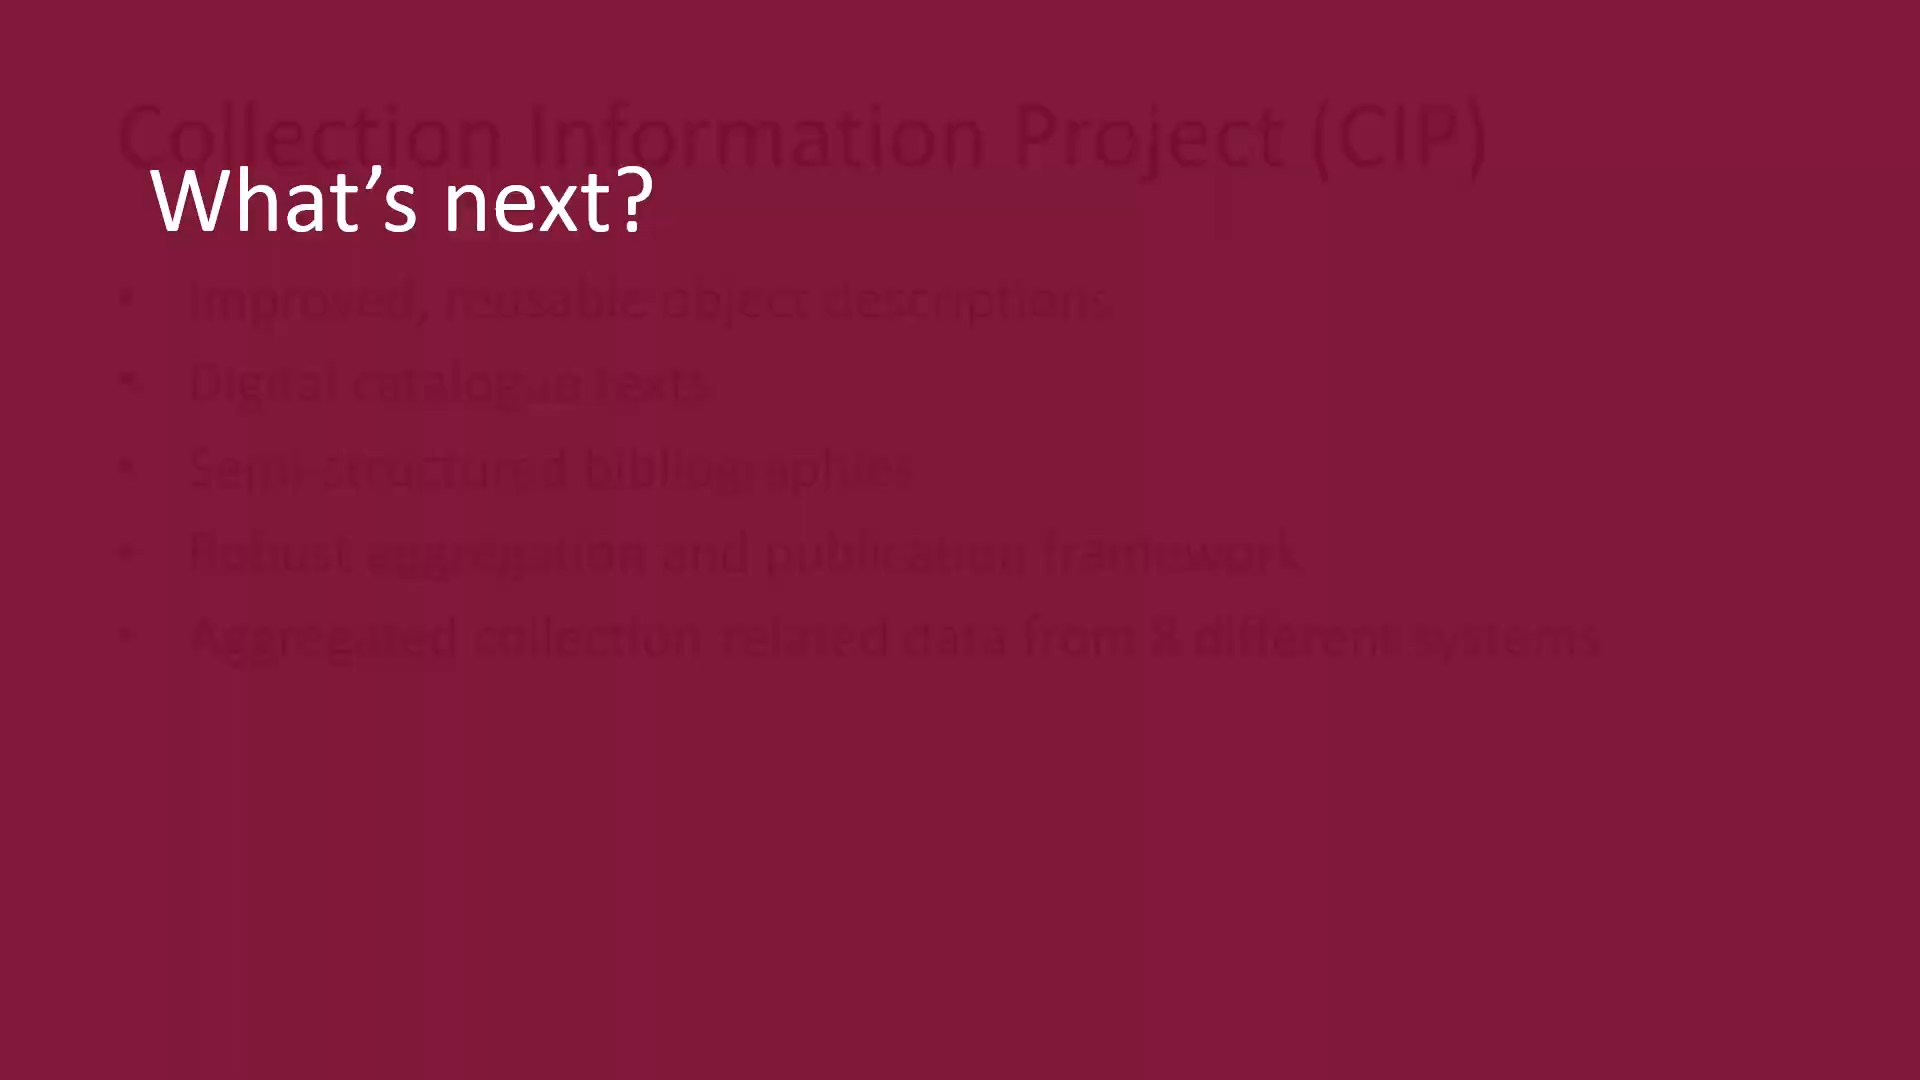 Collection Information Project (CIP)
What’s next?
• Improved, reusable object descriptions
• Digital catalogue texts
• Semi-structured bibliographies
• Robust aggregation and publication framework
• Aggregated collection related data from 8 different systems